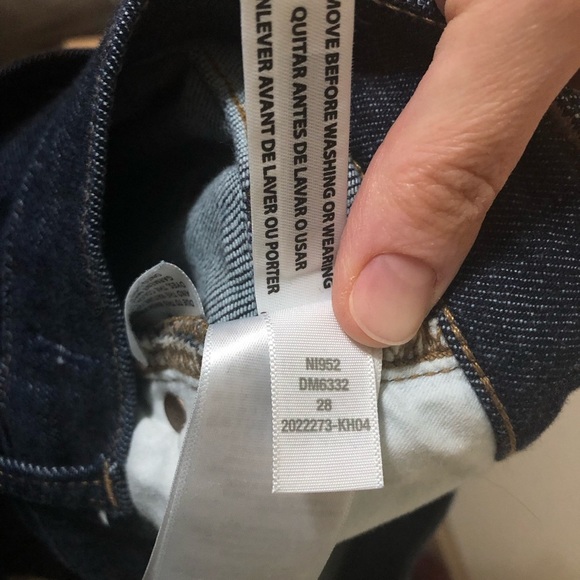 MOVE BEFORE WASHING OR WEARING
QUITAR ANTES DE LAVAR O USAR
NLEVER AVANT DE LAVER OU PORTER
NI952
DM6332
28
2022273-KH04